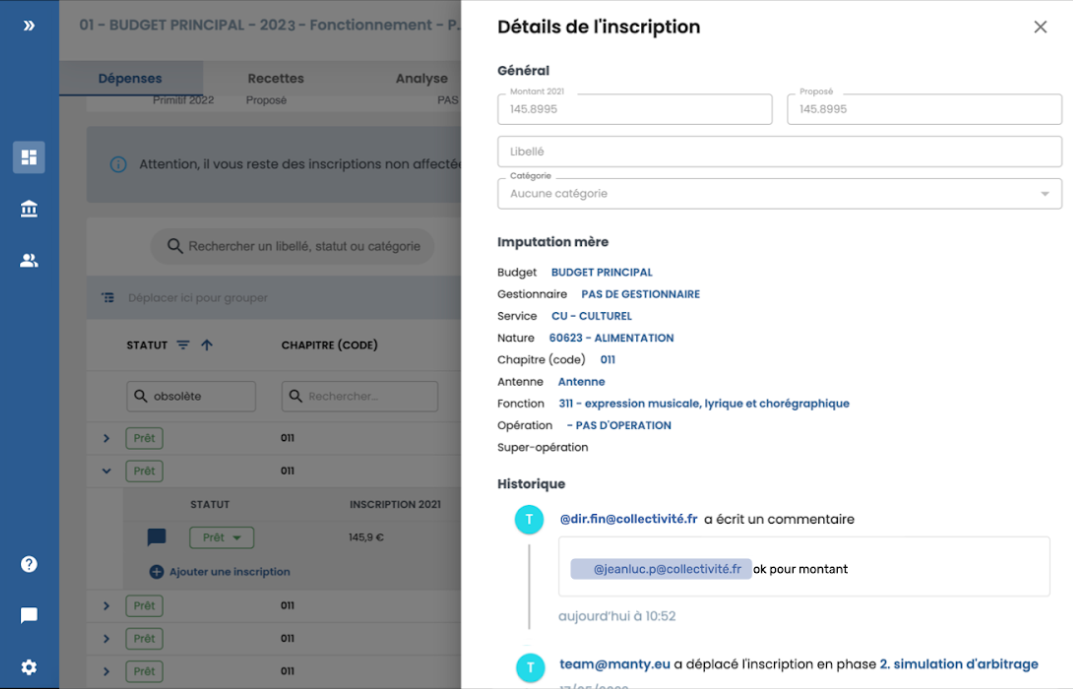 01 - BUDGET PRINCIPAL - 2023 - Fonctionnement - P...
Dépenses
Recettes
Analyse
Primitif 2022
Proposé
PAS
Attention, il vous reste des inscriptions non affectée
Rechercher un libellé, statut ou catégorie
Déplacer ici pour grouper
STATUT
CHAPITRE (CODE)
obsolète
Rechercher...
Prêt
011
Prêt
011
STATUT
INSCRIPTION 2021
Prêt
145,9 €
Ajouter une inscription
Prêt
011
Prêt
011
Prêt
011
Détails de l'inscription
Général
Montant 2021
145.8995
Proposé
145.8995
Libellé
Catégorie
Aucune catégorie
Imputation mère
Budget BUDGET PRINCIPAL
Gestionnaire PAS DE GESTIONNAIRE
Service CU - CULTUREL
Nature 60623 - ALIMENTATION
Chapitre (code) 011
Antenne Antenne
Fonction 311 - expression musicale, lyrique et chorégraphique
Opération - PAS D'OPERATION
Super-opération
Historique
T
@dir.fin@collectivité.fr a écrit un commentaire
@jeanluc.p@collectivité.fr ok pour montant
aujourd'hui à 10:52
T
team@manty.eu a déplacé l'inscription en phase 2. simulation d'arbitrage